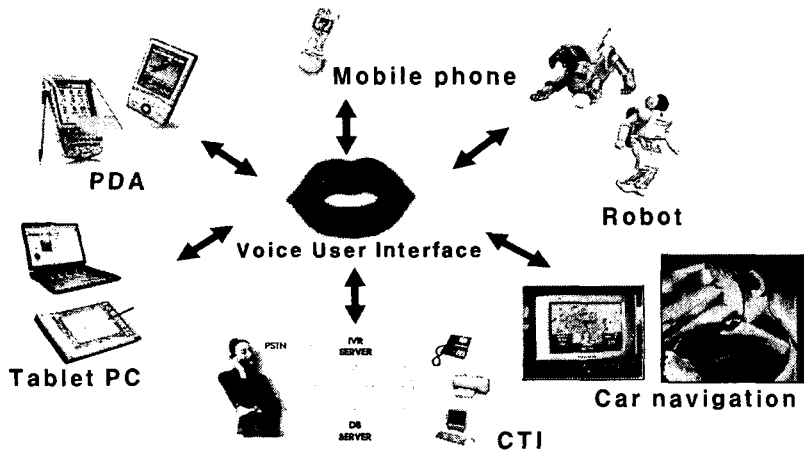 Mobile phone
PDA
Robot
Voice User Interface
Tablet PC
PSTN
IVR
SERVER
DB
SERVER
CTI
Car navigation